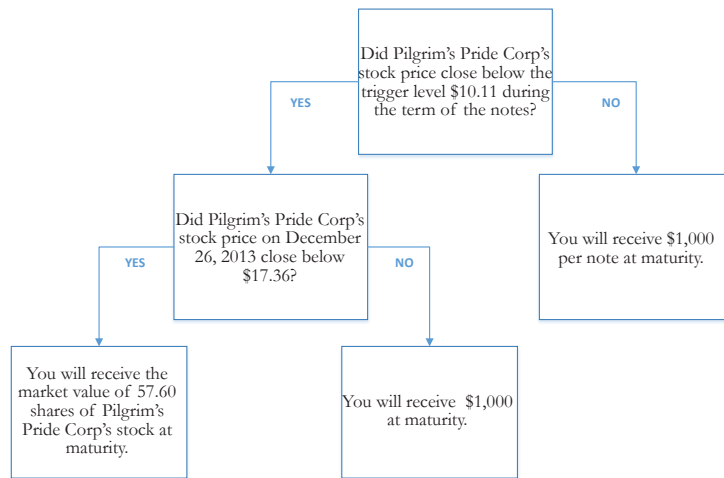 Did Pilgrim's Pride Corp's
stock price close below the
trigger level $10.11 during
the term of the notes?
YES
NO
Did Pilgrim's Pride Corp's
stock price on December
26, 2013 close below
$17.36?
You will receive $1,000
per note at maturity.
YES
NO
You will receive the
market value of 57.60
shares of Pilgrim's
Pride Corp's stock at
maturity.
You will receive $1,000
at maturity.